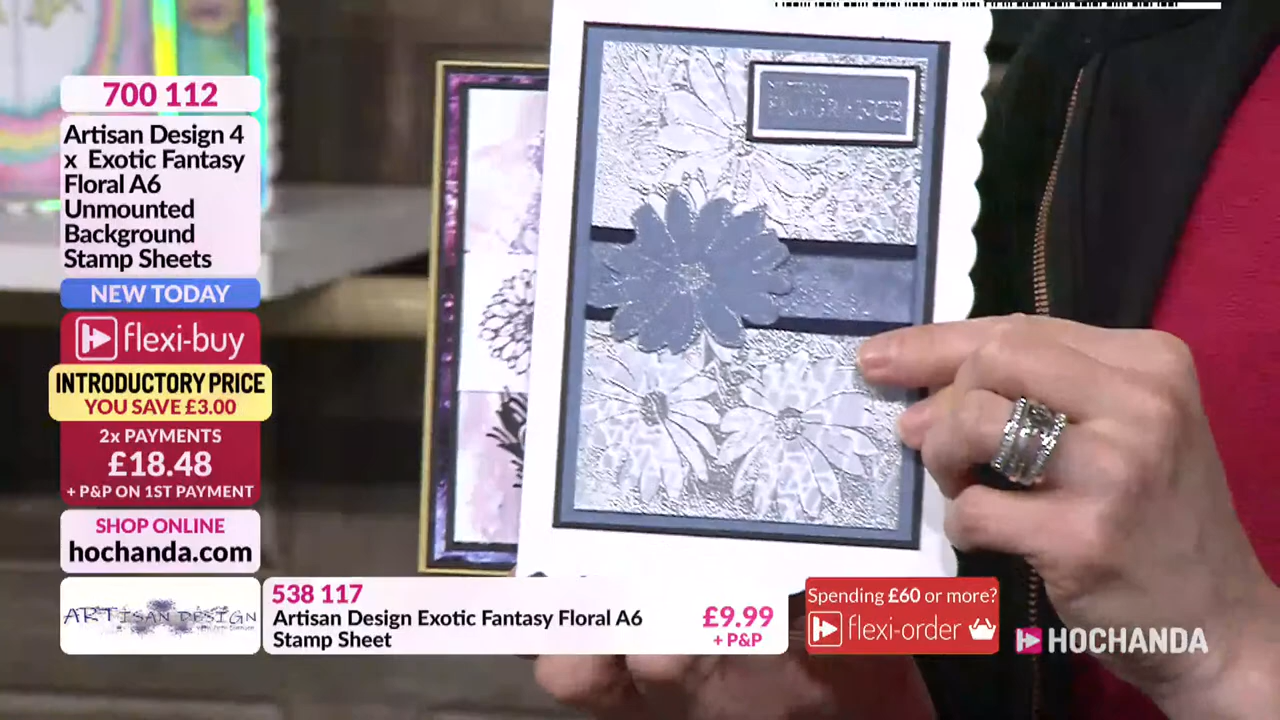 700 112
Artisan Design 4
x Exotic Fantasy
Floral A6
Unmounted
Background
Stamp Sheets
NEW TODAY
flexi-buy
INTRODUCTORY PRICE
YOU SAVE £3.00
2x PAYMENTS
£18.48
+ P&P ON 1ST PAYMENT
SHOP ONLINE
hochanda.com
ARTISAN DESIGN
538 117
Artisan Design Exotic Fantasy Floral A6
Stamp Sheet
£9.99
+ P&P
Spending £60 or more?
flexi-order
HOCHANDA